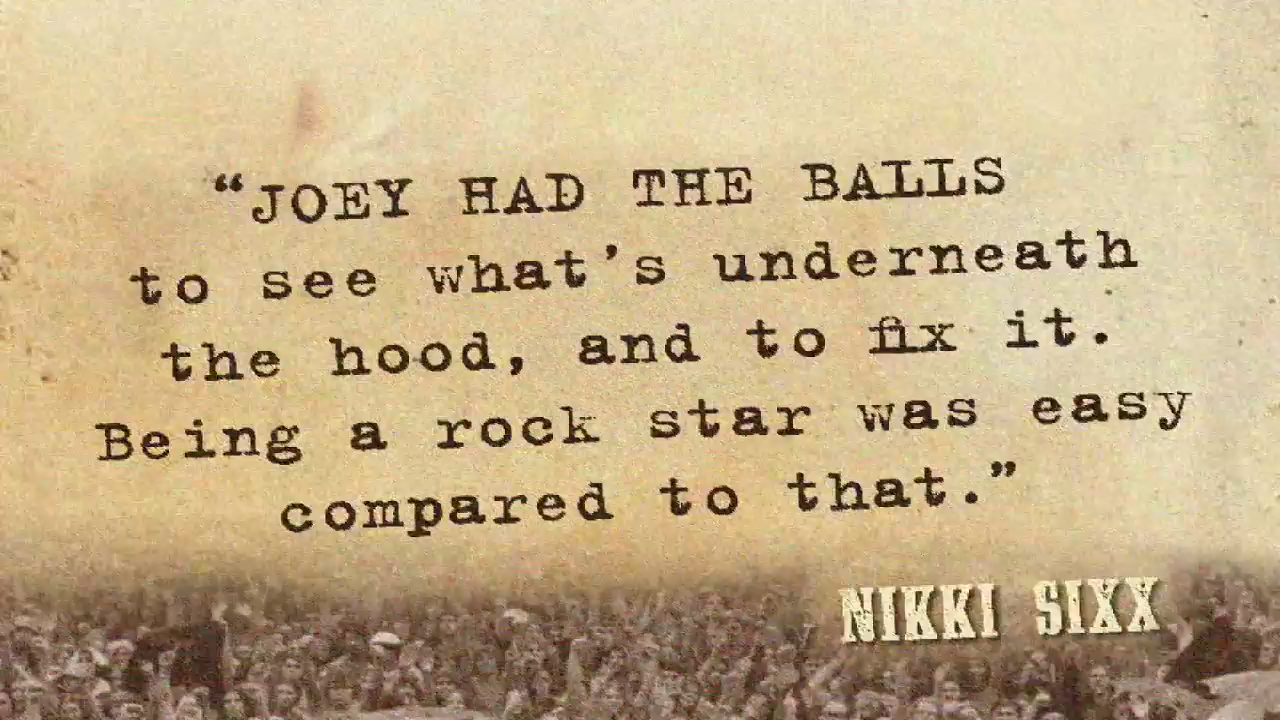 “JOEY HAD THE BALLS
to see what’s underneath
the hood, and to fix it.
Being a rock star was easy
compared to that.”
NIKKI SIXX